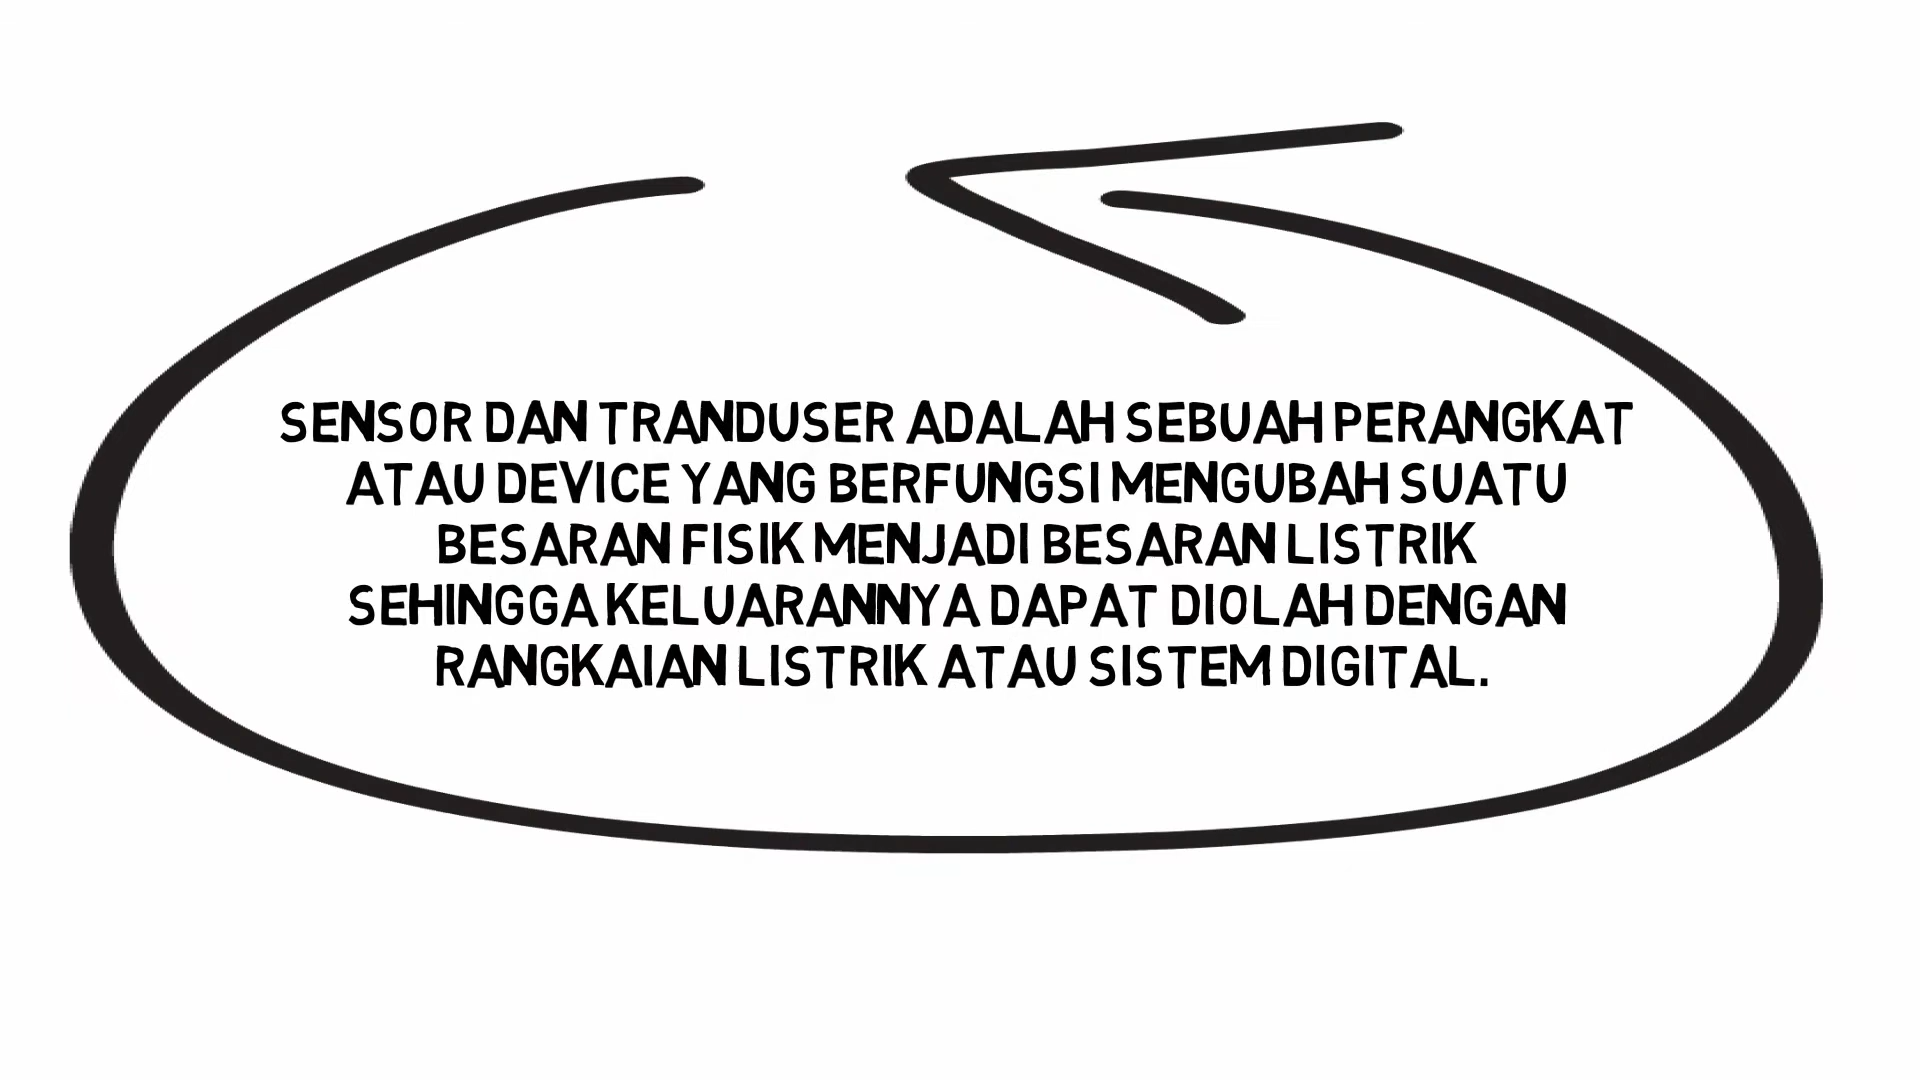 SENSOR DAN TRANDUSER ADALAH SEBUAH PERANGKAT
ATAU DEVICE YANG BERFUNGSI MENGUBAH SUATU
BESARAN FISIK MENJADI BESARAN LISTRIK
SEHINGGA KELUARANNYA DAPAT DIOLAH DENGAN
RANGKAIAN LISTRIK ATAU SISTEM DIGITAL.